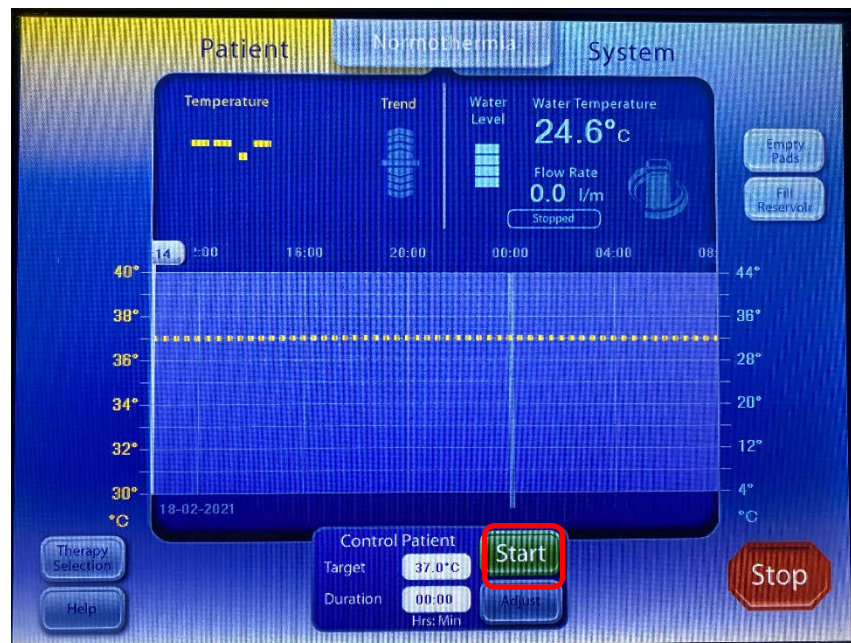 Patient
Normothermia
System
Temperature
Trend
Water Level
Water Temperature
24.6°C
Flow Rate
0.0 l/m
Stopped
--.-
Empty Pads
Fill Reservoir
14 :00 16:00 20:00 00:00 04:00 08:
40° 44°
38° 36°
36° 28°
34° 20°
32° 12°
30° 4°
°C °C
18-02-2021
Therapy Selection
Help
Control Patient
Target 37.0°C
Duration 00:00
Hrs: Min
Start
Adjust
Stop